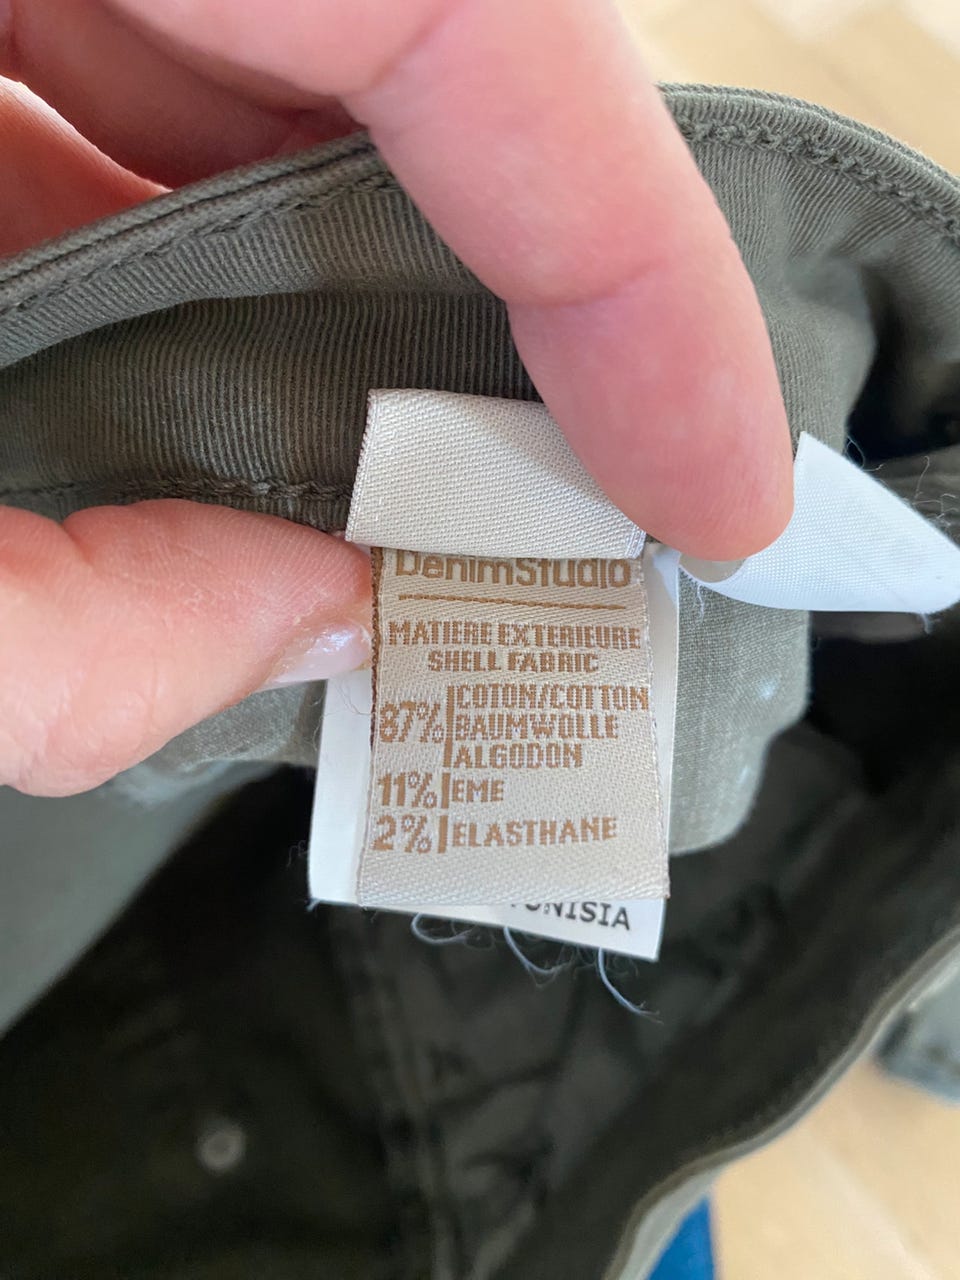 DenimStudio
MATIERE EXTERIEURE
SHELL FABRIC
87% COTON/COTTON
BAUMWOLLE
ALGODON
11% EME
2% ELASTHANE
TUNISIA